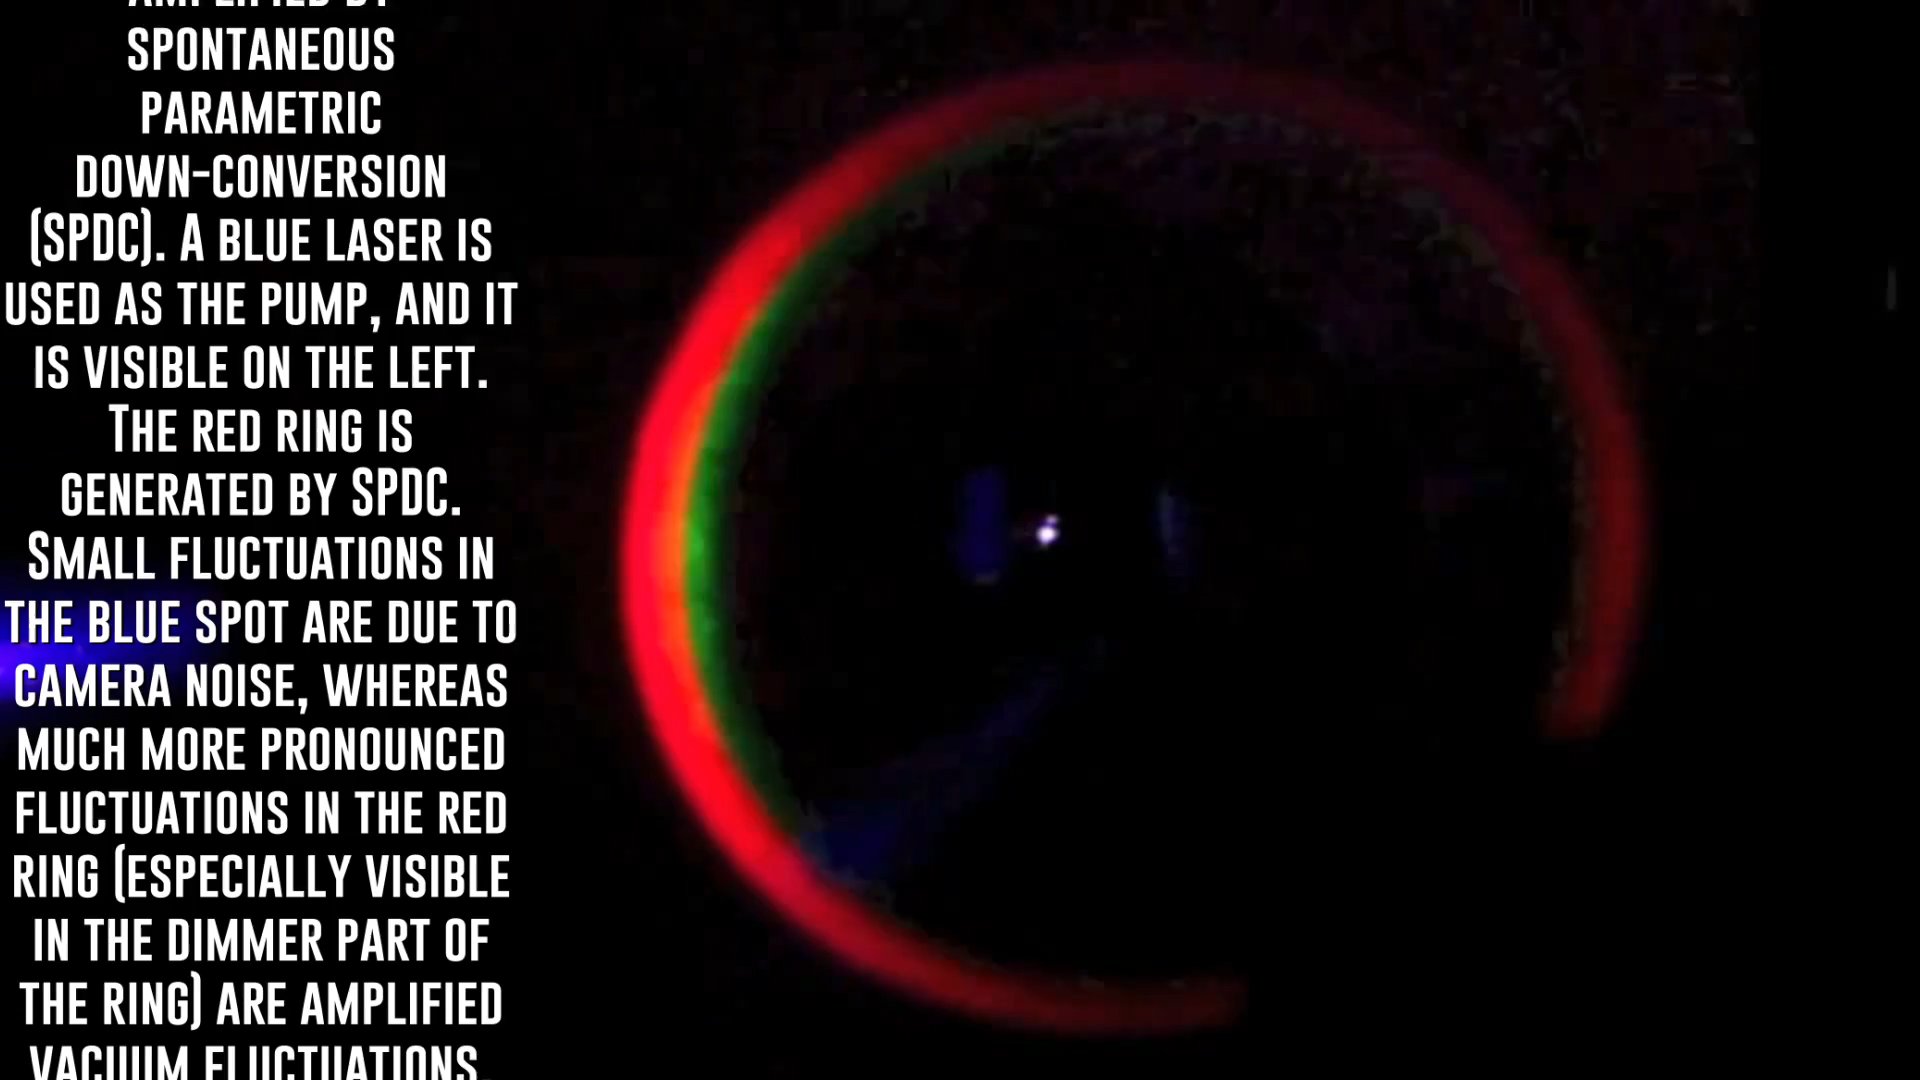 AMPLIFIED BY
SPONTANEOUS
PARAMETRIC
DOWN-CONVERSION
(SPDC). A BLUE LASER IS
USED AS THE PUMP, AND IT
IS VISIBLE ON THE LEFT.
THE RED RING IS
GENERATED BY SPDC.
SMALL FLUCTUATIONS IN
THE BLUE SPOT ARE DUE TO
CAMERA NOISE, WHEREAS
MUCH MORE PRONOUNCED
FLUCTUATIONS IN THE RED
RING (ESPECIALLY VISIBLE
IN THE DIMMER PART OF
THE RING) ARE AMPLIFIED
VACUUM FLUCTUATIONS.